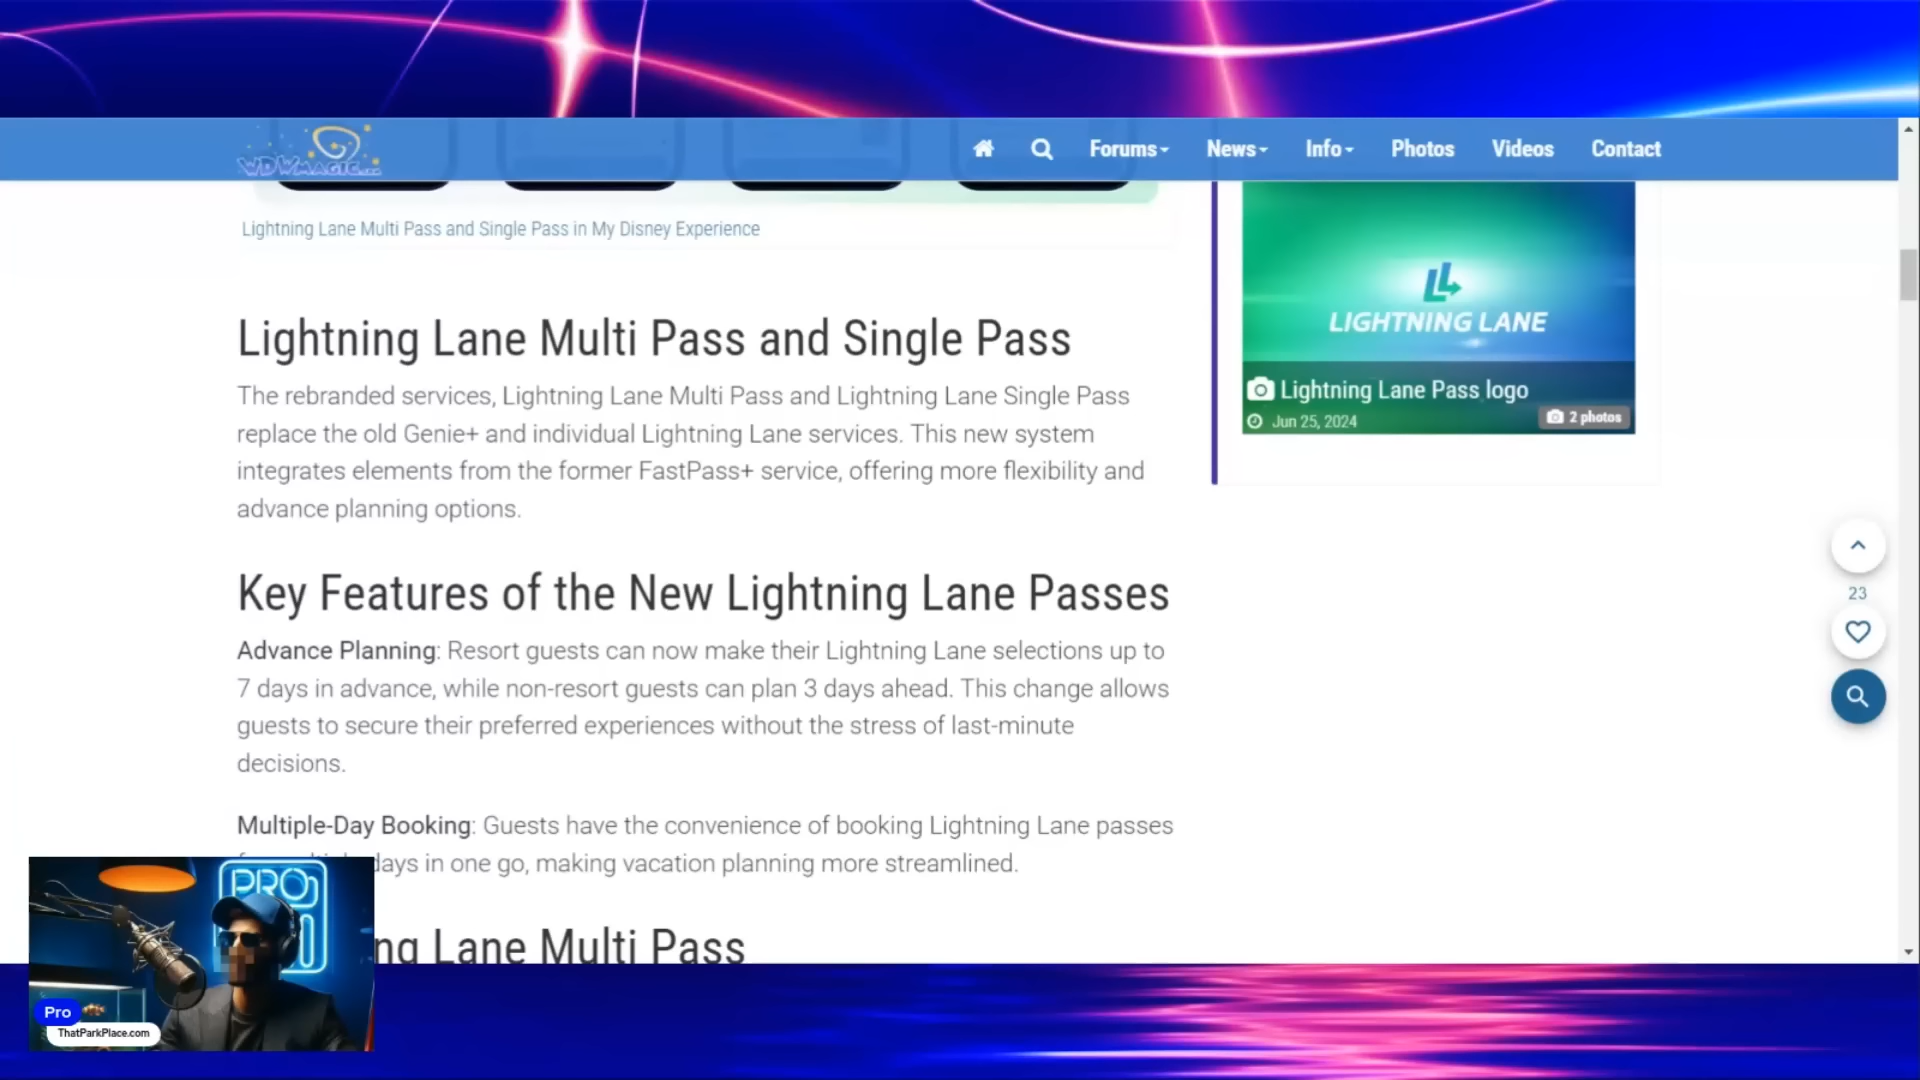 WDWMAGIC.COM
Forums
News
Info
Photos
Videos
Contact
Lightning Lane Multi Pass and Single Pass in My Disney Experience
Lightning Lane Multi Pass and Single Pass
The rebranded services, Lightning Lane Multi Pass and Lightning Lane Single Pass
replace the old Genie+ and individual Lightning Lane services. This new system
integrates elements from the former FastPass+ service, offering more flexibility and
advance planning options.
Key Features of the New Lightning Lane Passes
Advance Planning: Resort guests can now make their Lightning Lane selections up to
7 days in advance, while non-resort guests can plan 3 days ahead. This change allows
guests to secure their preferred experiences without the stress of last-minute
decisions.
Multiple-Day Booking: Guests have the convenience of booking Lightning Lane passes
days in one go, making vacation planning more streamlined.
ng Lane Multi Pass
LL
LIGHTNING LANE
Lightning Lane Pass logo
Jun 25, 2024
2 photos
23
PRO
Pro
ThatParkPlace.com